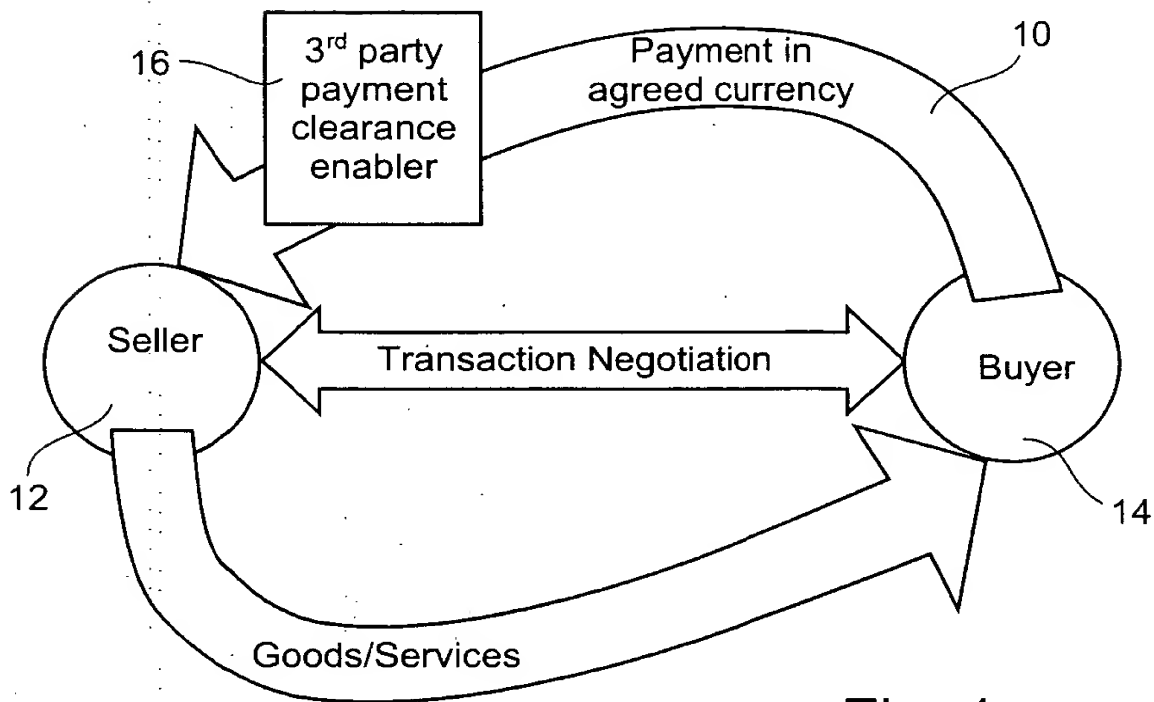 16
3rd party
payment
clearance
enabler
Payment in
agreed currency
10
Seller
Transaction Negotiation
Buyer
12
14
Goods/Services